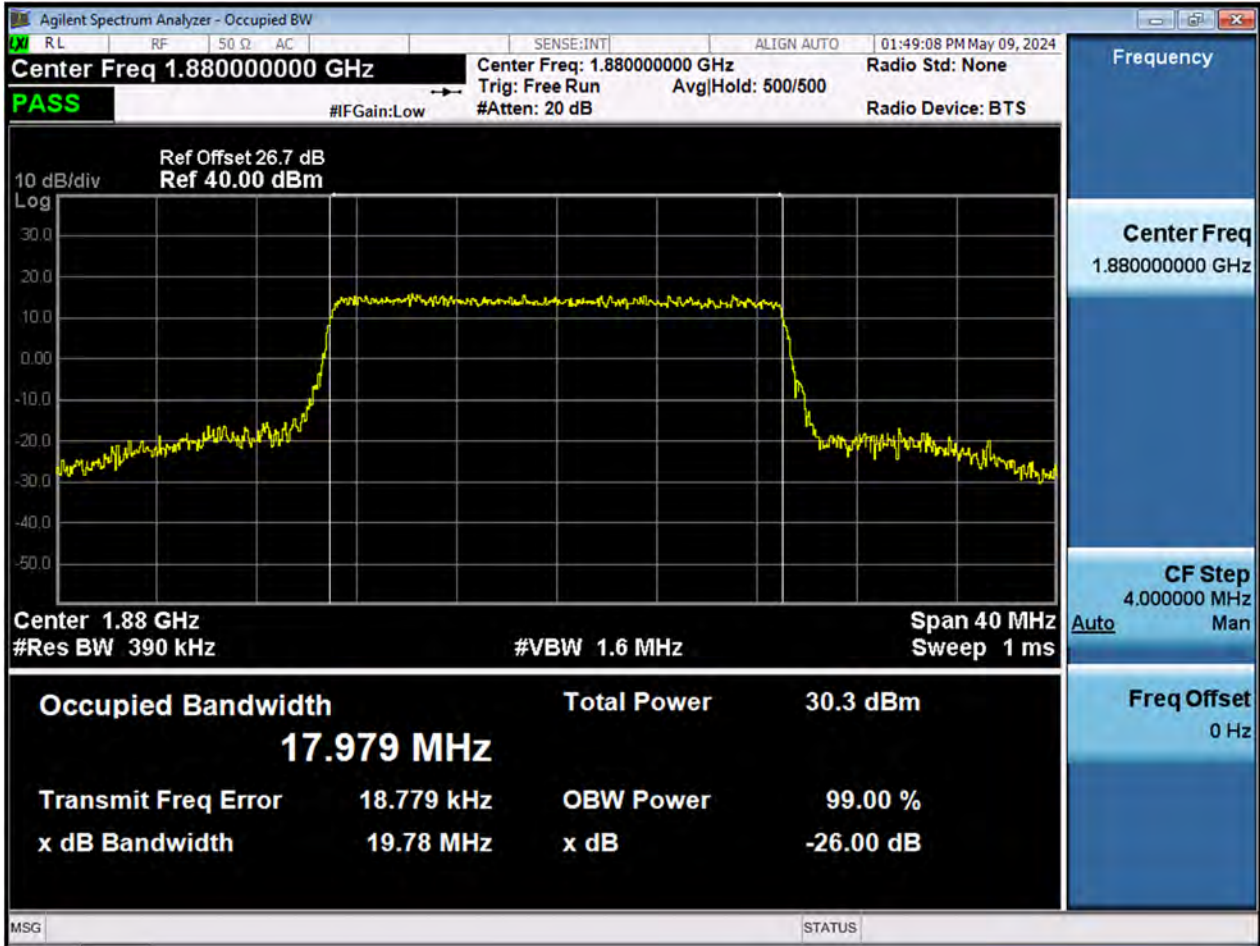 Agilent Spectrum Analyzer - Occupied BW
LXI RL RF 50 Ω AC SENSE:INT ALIGN AUTO 01:49:08 PM May 09, 2024
Center Freq 1.880000000 GHz
Center Freq: 1.880000000 GHz
Radio Std: None
Trig: Free Run Avg|Hold: 500/500
PASS
#IFGain:Low
#Atten: 20 dB
Radio Device: BTS
Ref Offset 26.7 dB
10 dB/div Ref 40.00 dBm
Log
30.0
20.0
10.0
0.00
-10.0
-20.0
-30.0
-40.0
-50.0
Center 1.88 GHz Span 40 MHz
#Res BW 390 kHz #VBW 1.6 MHz Sweep 1 ms
Occupied Bandwidth Total Power 30.3 dBm
17.979 MHz
Transmit Freq Error 18.779 kHz OBW Power 99.00 %
x dB Bandwidth 19.78 MHz x dB -26.00 dB
MSG STATUS
Frequency
Center Freq
1.880000000 GHz
CF Step
4.000000 MHz
Auto Man
Freq Offset
0 Hz